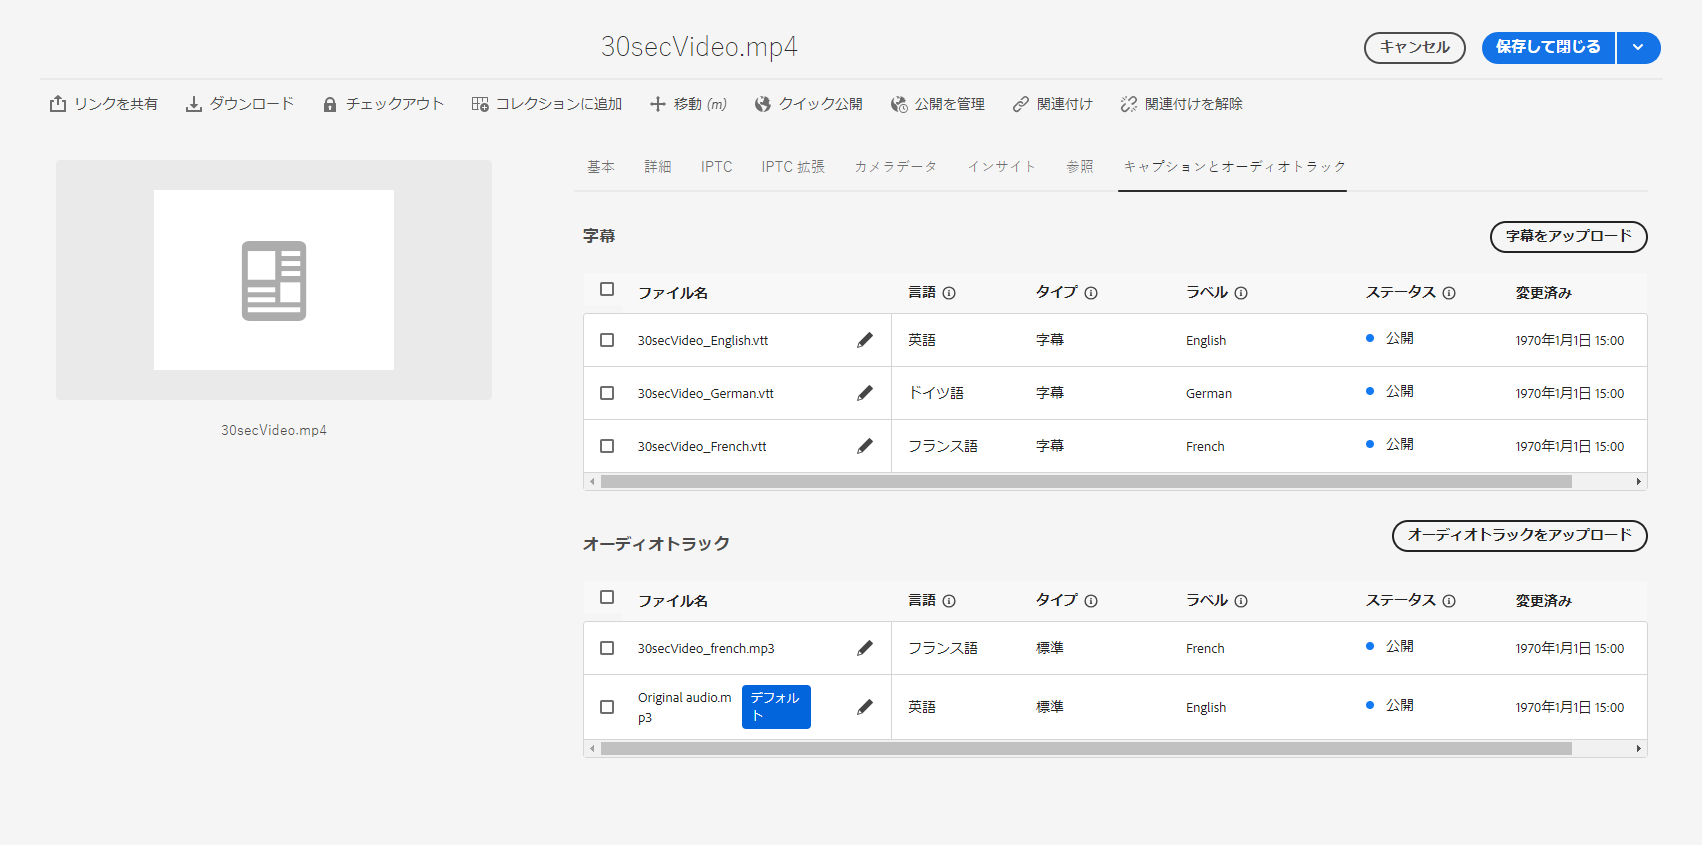 30secVideo.mp4
キャンセル
保存して閉じる
リンクを共有 ダウンロード チェックアウト コレクションに追加 移動 (m) クイック公開 公開を管理 関連付け 関連付けを解除
基本 詳細 IPTC IPTC 拡張 カメラデータ インサイト 参照 キャプションとオーディオトラック
字幕
字幕をアップロード
ファイル名 言語 タイプ ラベル ステータス 変更済み
30secVideo_English.vtt 英語 字幕 English 公開 1970年1月1日 15:00
30secVideo_German.vtt ドイツ語 字幕 German 公開 1970年1月1日 15:00
30secVideo_French.vtt フランス語 字幕 French 公開 1970年1月1日 15:00
30secVideo.mp4
オーディオトラック
オーディオトラックをアップロード
ファイル名 言語 タイプ ラベル ステータス 変更済み
30secVideo_french.mp3 フランス語 標準 French 公開 1970年1月1日 15:00
Original audio.m
p3
デフォル
ト
英語 標準 English 公開 1970年1月1日 15:00